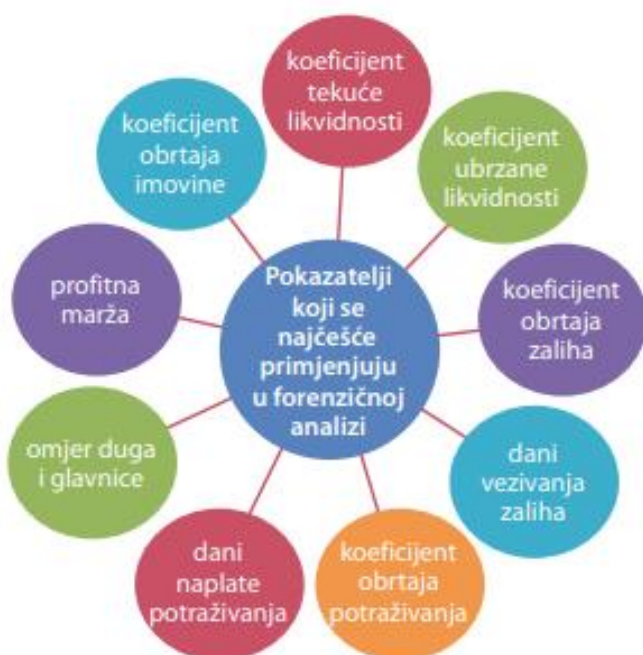 koeficijent
tekuće
likvidnosti
koeficijent
ubrzane
likvidnosti
koeficijent
obrtaja
zaliha
dani
vezivanja
zaliha
koeficijent
obrtaja
potraživanja
dani
naplate
potraživanja
omjer duga
i glavnice
profitna
marža
koeficijent
obrtaja
imovine
Pokazatelji
koji se
najčešće
primjenjuju
u forenzičnoj
analizi